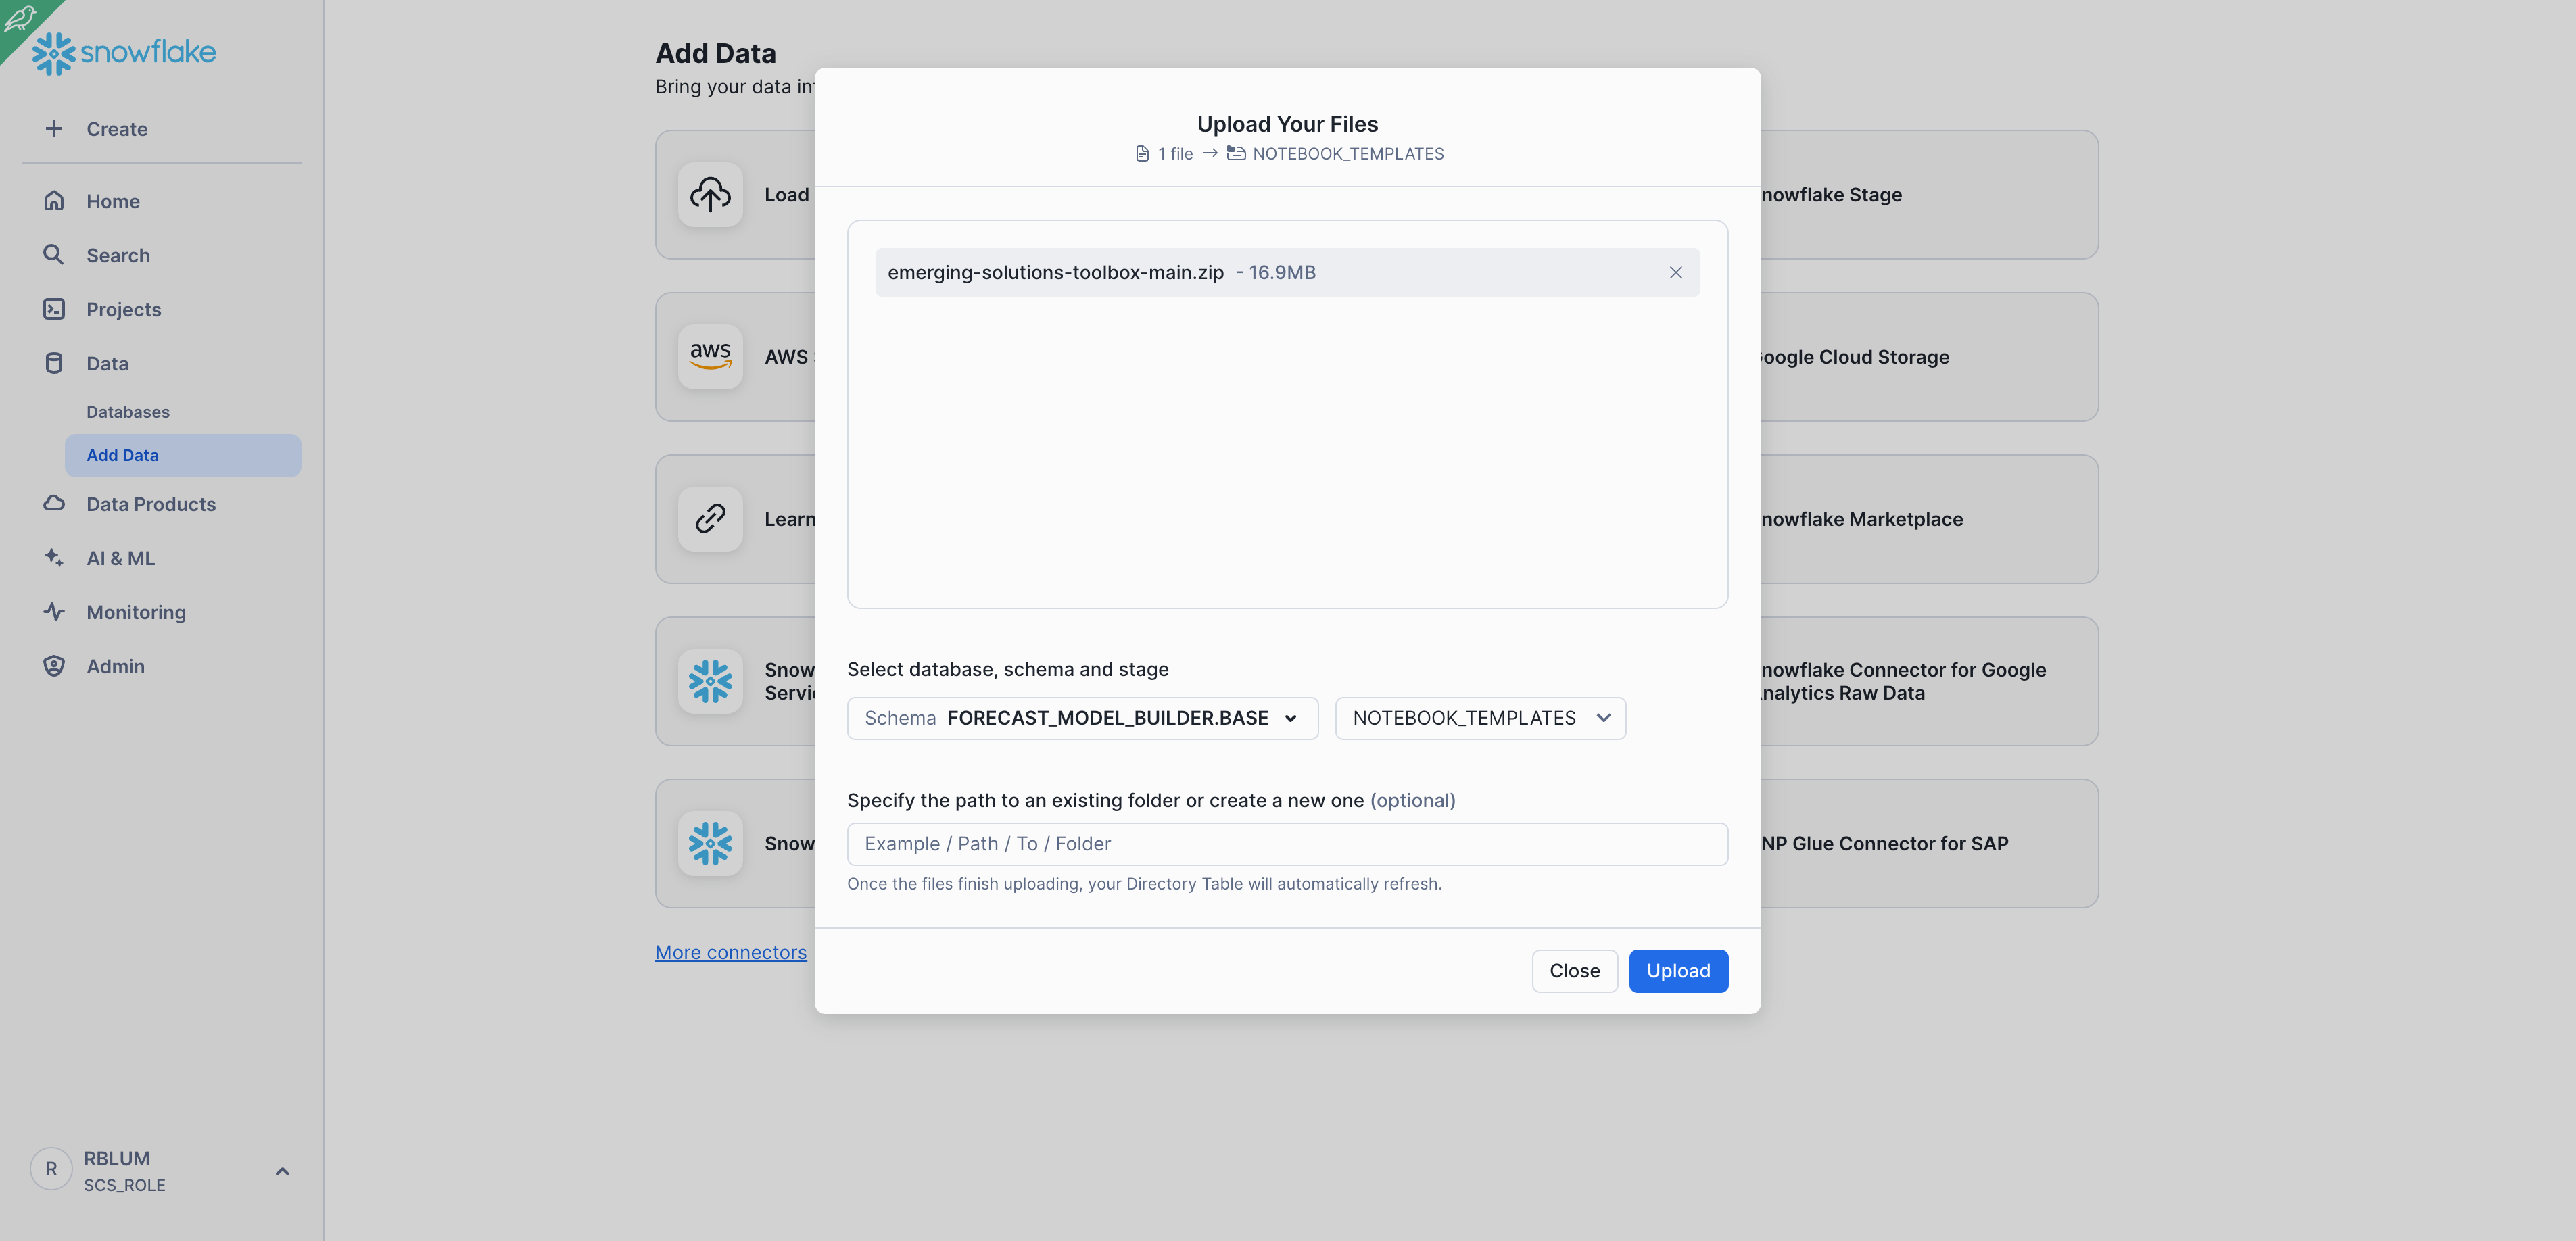 snowflake
Create
Home
Search
Projects
Data
Databases
Add Data
Data Products
AI & ML
Monitoring
Admin
R
RBLUM
SCS_ROLE
Add Data
Bring your data
Load
AWS
Learn
Snow
Servi
Snow
More connectors
nowflake Stage
oogle Cloud Storage
nowflake Marketplace
nowflake Connector for Google
nalytics Raw Data
NP Glue Connector for SAP
aws
Upload Your Files
1 file → NOTEBOOK_TEMPLATES
emerging-solutions-toolbox-main.zip - 16.9MB
Select database, schema and stage
Schema FORECAST_MODEL_BUILDER.BASE
NOTEBOOK_TEMPLATES
Specify the path to an existing folder or create a new one (optional)
Example / Path / To / Folder
Once the files finish uploading, your Directory Table will automatically refresh.
Close
Upload